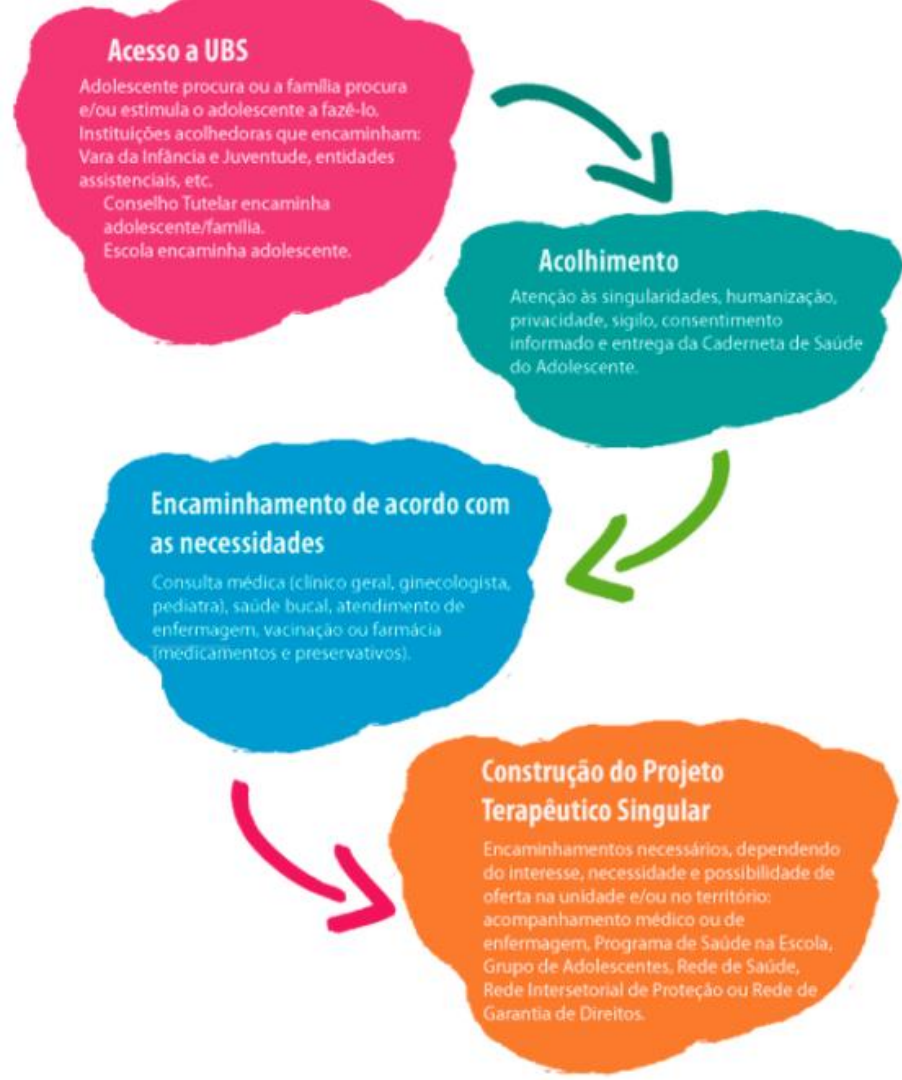 Acesso a UBS
Adolescente procura ou a família procura
e/ou estimula o adolescente a fazê-lo.
Instituições acolhedoras que encaminham:
Vara da Infância e Juventude, entidades
assistenciais, etc.
Conselho Tutelar encaminha
adolescente/família.
Escola encaminha adolescente.
Acolhimento
Atenção às singularidades, humanização,
privacidade, sigilo, consentimento
informado e entrega da Caderneta de Saúde
do Adolescente.
Encaminhamento de acordo com
as necessidades
Consulta médica (clínico geral, ginecologista,
pediatra), saúde bucal, atendimento de
enfermagem, vacinação ou farmácia
(medicamentos e preservativos).
Construção do Projeto
Terapêutico Singular
Encaminhamentos necessários, dependendo
do interesse, necessidade e possibilidade de
oferta na unidade e/ou no território:
acompanhamento médico ou de
enfermagem, Programa de Saúde na Escola,
Grupo de Adolescentes, Rede de Saúde,
Rede Intersetorial de Proteção ou Rede de
Garantia de Direitos.